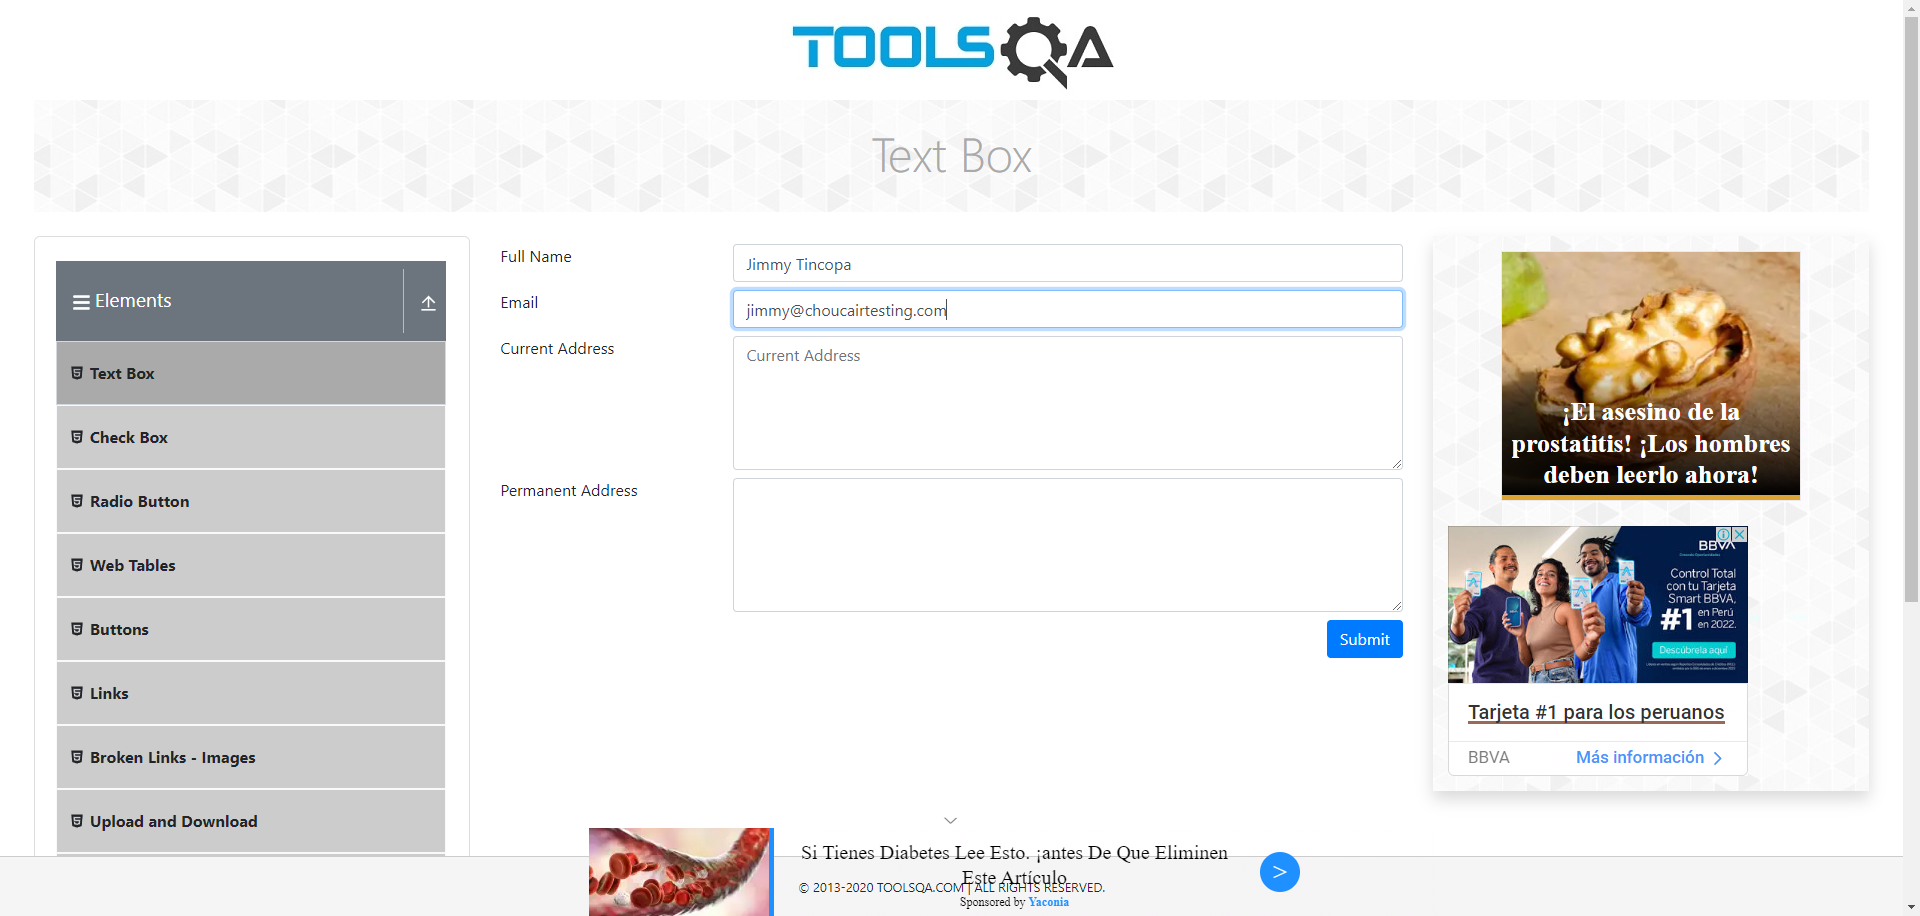 TOOLSQA
Text Box
Elements
Text Box
Check Box
Radio Button
Web Tables
Buttons
Links
Broken Links - Images
Upload and Download
Full Name
Jimmy Tincopa
Email
jimmy@choucairtesting.com
Current Address
Current Address
Permanent Address
Submit
¡El asesino de la
prostatitis! ¡Los hombres
deben leerlo ahora!
BBVA
Control Total
con tu Tarjeta
Smart BBVA,
#1 en Perú
en 2022.
Descúbrela aquí
Tarjeta #1 para los peruanos
BBVA
Más información
Si Tienes Diabetes Lee Esto. ¡antes De Que Eliminen
Este Artículo
© 2013-2020 TOOLSQA.COM | ALL RIGHTS RESERVED.
Sponsored by Yaconia